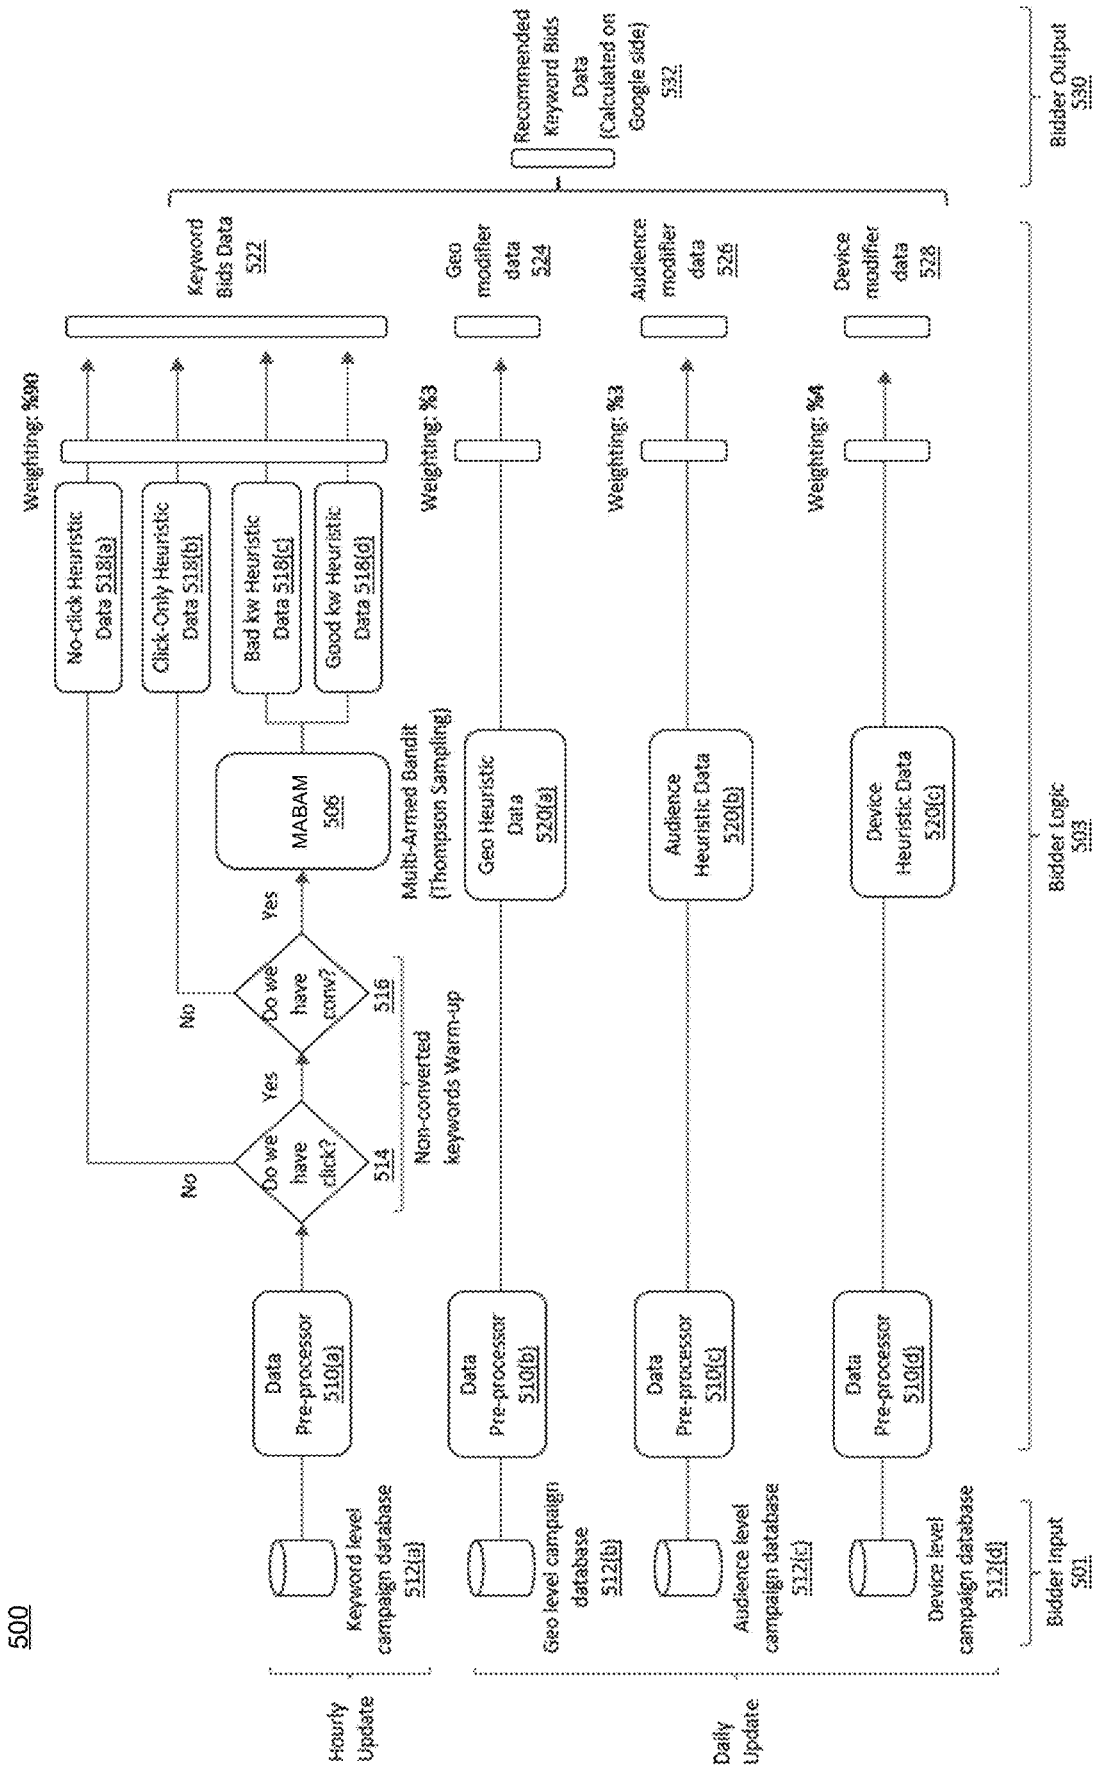 500
Hourly
Update
Daily
Update
Keyword level
campaign database
512(a)
Geo level campaign
database
512(b)
Audience level
campaign database
512(c)
Device level
campaign database
512(d)
Bidder Input
501
Data
Pre-processor
510(a)
Data
Pre-processor
510(b)
Data
Pre-processor
510(c)
Data
Pre-processor
510(d)
No
Do we
have
click?
514
Yes
No
Do we
have
conv?
516
Yes
Non-converted
keywords Warm-up
MABAM
506
Multi-Armed Bandit
(Thompson Sampling)
Geo Heuristic
Data
520(a)
Audience
Heuristic Data
520(b)
Device
Heuristic Data
520(c)
Bidder Logic
503
No-click Heuristic
Data 518(a)
Click-Only Heuristic
Data 518(b)
Bad kw Heuristic
Data 518(c)
Good kw Heuristic
Data 518(d)
Weighting: %90
Weighting: %3
Weighting: %3
Weighting: %4
Keyword
Bids Data
522
Geo
modifier
data
524
Audience
modifier
data
526
Device
modifier
data
528
Recommended
Keyword Bids
Data
(Calculated on
Google side)
532
Bidder Output
530